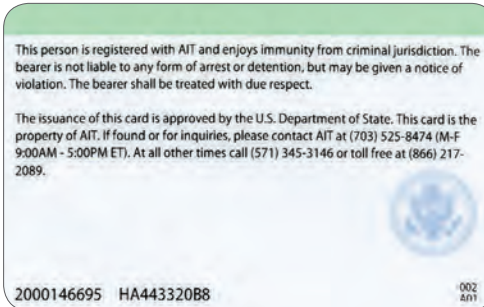 This person is registered with AIT and enjoys immunity from criminal jurisdiction. The
bearer is not liable to any form of arrest or detention, but may be given a notice of
violation. The bearer shall be treated with due respect.
The issuance of this card is approved by the U.S. Department of State. This card is the
property of AIT. If found or for inquiries, please contact AIT at (703) 525-8474 (M-F
9:00AM - 5:00PM ET). At all other times call (571) 345-3146 or toll free at (866) 217-
2089.
2000146695 HA443320B8
002
A01